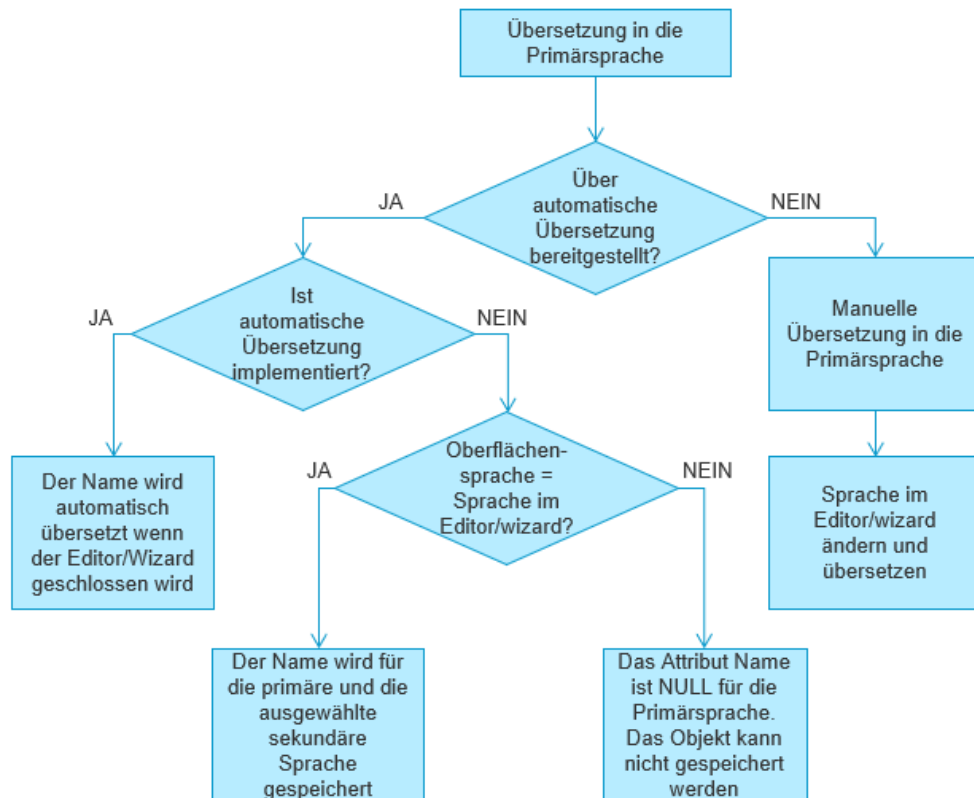 Übersetzung in die
Primärsprache
Über
automatische
Übersetzung
bereitgestellt?
JA
NEIN
Ist
automatische
Übersetzung
implementiert?
JA
NEIN
Manuelle
Übersetzung in die
Primärsprache
Oberflächen-
sprache =
Sprache im
Editor/wizard?
JA
NEIN
Der Name wird
automatisch
übersetzt wenn
der Editor/Wizard
geschlossen wird
Sprache im
Editor/wizard
ändern und
übersetzen
Der Name wird für
die primäre und die
ausgewählte
sekundäre
Sprache
gespeichert
Das Attribut Name
ist NULL für die
Primärsprache.
Das Objekt kann
nicht gespeichert
werden